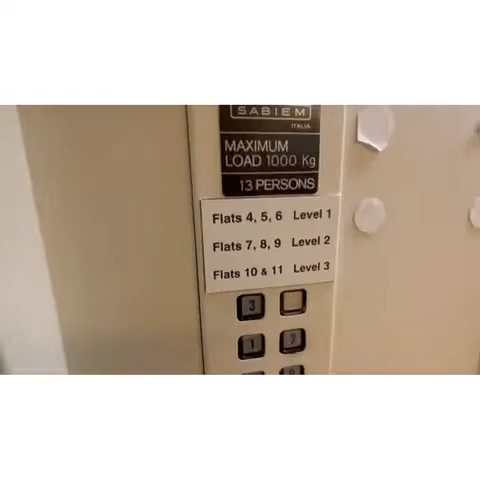 SABIEM
ITALIA
MAXIMUM
LOAD 1000 Kg
13 PERSONS
Flats 4, 5, 6 Level 1
Flats 7, 8, 9 Level 2
Flats 10 & 11 Level 3
3
1 2